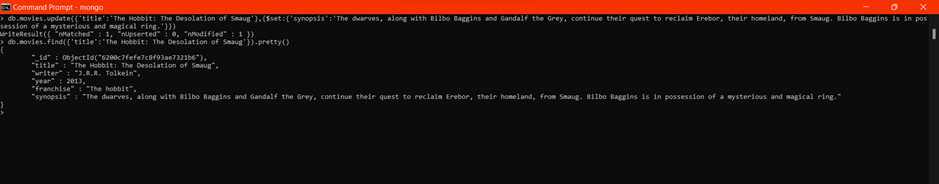 Command Prompt - mongo
> db.movies.update({'title':'The Hobbit: The Desolation of Smaug'},{$set:{'synopsis':'The dwarves, along with Bilbo Baggins and Gandalf the Grey, continue their quest to reclaim Erebor, their homeland, from Smaug. Bilbo Baggins is in pos
session of a mysterious and magical ring.'}})
WriteResult({ "nMatched" : 1, "nUpserted" : 0, "nModified" : 1 })
> db.movies.find({'title':'The Hobbit: The Desolation of Smaug'}).pretty()
{
"_id" : ObjectId("6200c7fefe7c8f93ae7321b6"),
"title" : "The Hobbit: The Desolation of Smaug",
"writer" : "J.R.R. Tolkein",
"year" : 2013,
"franchise" : "The hobbit",
"synopsis" : "The dwarves, along with Bilbo Baggins and Gandalf the Grey, continue their quest to reclaim Erebor, their homeland, from Smaug. Bilbo Baggins is in possession of a mysterious and magical ring."
}
>